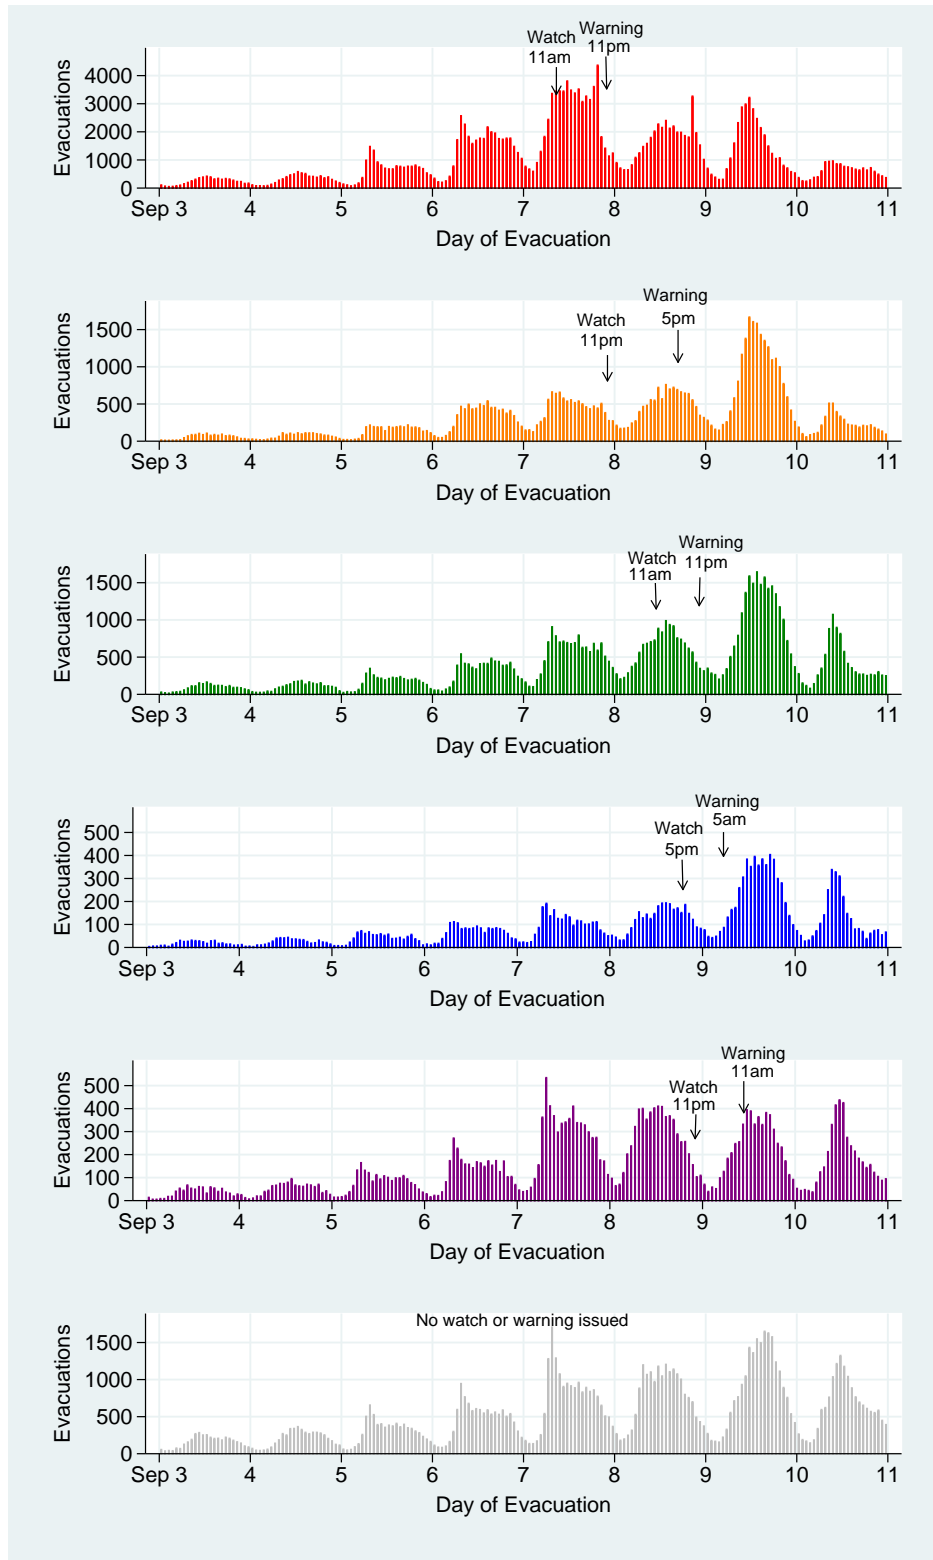 Watch
11am
Warning
11pm
Evacuations
4000
3000
2000
1000
0
Sep 3 4 5 6 7 8 9 10 11
Day of Evacuation
Warning
5pm
Watch
11pm
Evacuations
1500
1000
500
0
Sep 3 4 5 6 7 8 9 10 11
Day of Evacuation
Watch
11am
Warning
11pm
Evacuations
1500
1000
500
0
Sep 3 4 5 6 7 8 9 10 11
Day of Evacuation
Warning
5am
Watch
5pm
Evacuations
500
400
300
200
100
0
Sep 3 4 5 6 7 8 9 10 11
Day of Evacuation
Warning
11am
Watch
11pm
Evacuations
500
400
300
200
100
0
Sep 3 4 5 6 7 8 9 10 11
Day of Evacuation
No watch or warning issued
Evacuations
1500
1000
500
0
Sep 3 4 5 6 7 8 9 10 11
Day of Evacuation